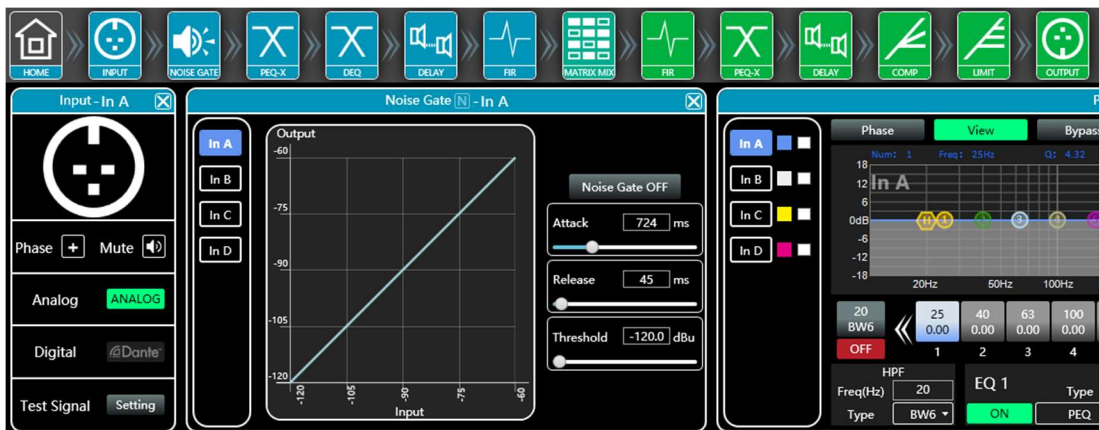 HOME INPUT NOISE GATE PEQ-X DEQ DELAY FIR MATRIX MIX FIR PEQ-X DELAY COMP LIMIT OUTPUT
Input-In A
Phase + Mute
Analog ANALOG
Digital Dante
Test Signal Setting
Noise Gate N -In A
In A
In B
In C
In D
Output
-60
-75
-90
-105
-120
-120 -105 -90 -75 -60
Input
Noise Gate OFF
Attack 724 ms
Release 45 ms
Threshold -120.0 dBu
P
In A
In B
In C
In D
Phase View Bypass
Num: 1 Freq: 25Hz Q: 4.32
In A
18
12
6
0dB
-6
-12
-18
H 1 3 4
20Hz 50Hz 100Hz
20 25 40 63 100
BW6 0.00 0.00 0.00 0.00
OFF 1 2 3 4
HPF
Freq(Hz) 20
Type BW6
EQ 1 Type
ON PEQ